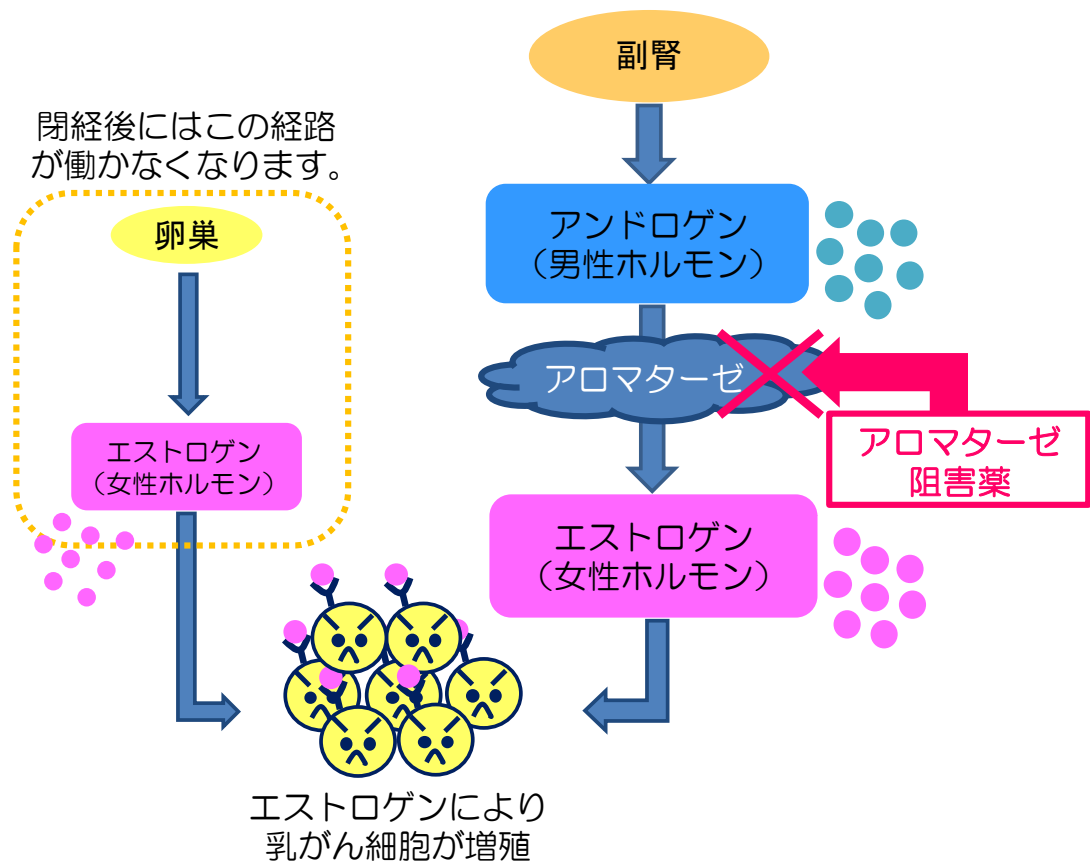 副腎
閉経後にはこの経路
が働かなくなります。
卵巣
アンドロゲン
（男性ホルモン）
アロマターゼ
アロマターゼ
阻害薬
エストロゲン
（女性ホルモン）
エストロゲン
（女性ホルモン）
エストロゲンにより
乳がん細胞が増殖